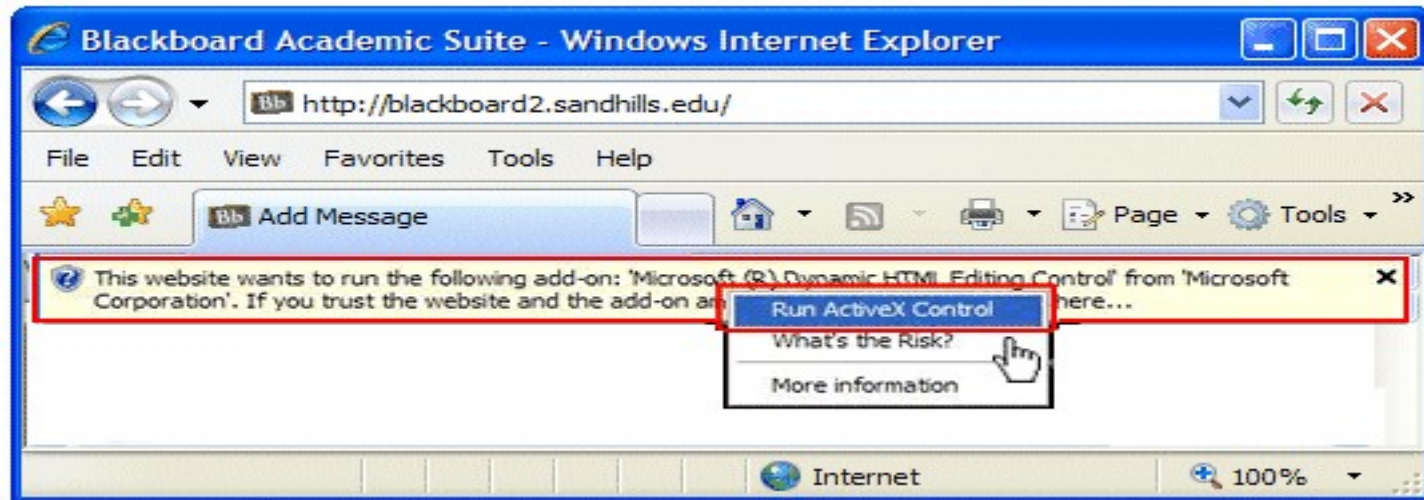 Blackboard Academic Suite - Windows Internet Explorer
Bb http://blackboard2.sandhills.edu/
File Edit View Favorites Tools Help
Bb Add Message Page Tools »
This website wants to run the following add-on: 'Microsoft (R) Dynamic HTML Editing Control' from 'Microsoft
Corporation'. If you trust the website and the add-on an here...
Run ActiveX Control
What's the Risk?
More information
Internet 100%